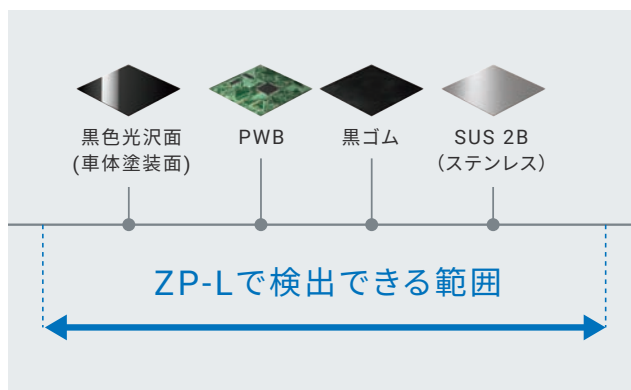 黒色光沢面
(車体塗装面)
PWB
黒ゴム
SUS 2B
(ステンレス)
ZP-Lで検出できる範囲